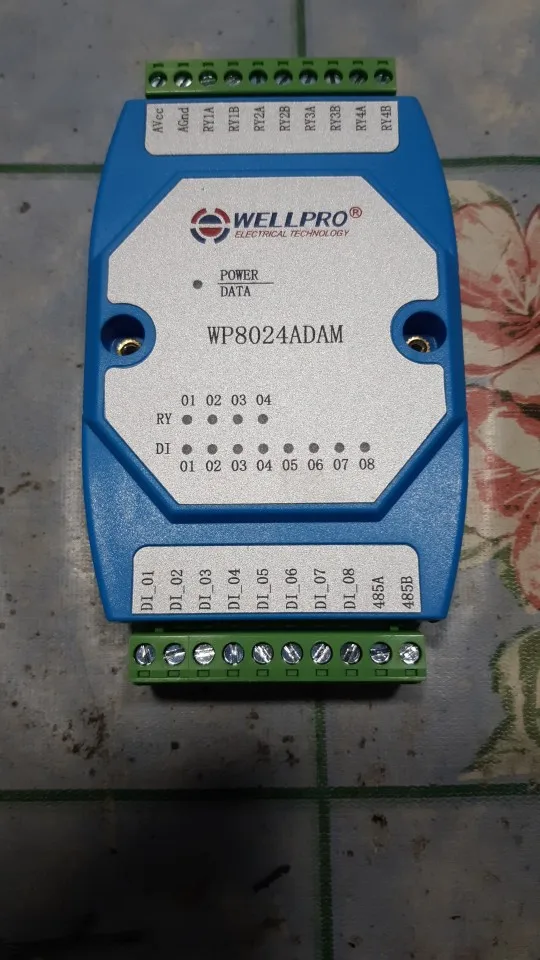 AVcc AGnd RY1A RY1B RY2A RY2B RY3A RY3B RY4A RY4B
WELLPRO®
ELECTRICAL TECHNOLOGY
POWER
DATA
WP8024ADAM
01 02 03 04
RY
DI
01 02 03 04 05 06 07 08
DI_01 DI_02 DI_03 DI_04 DI_05 DI_06 DI_07 DI_08 485A 485B